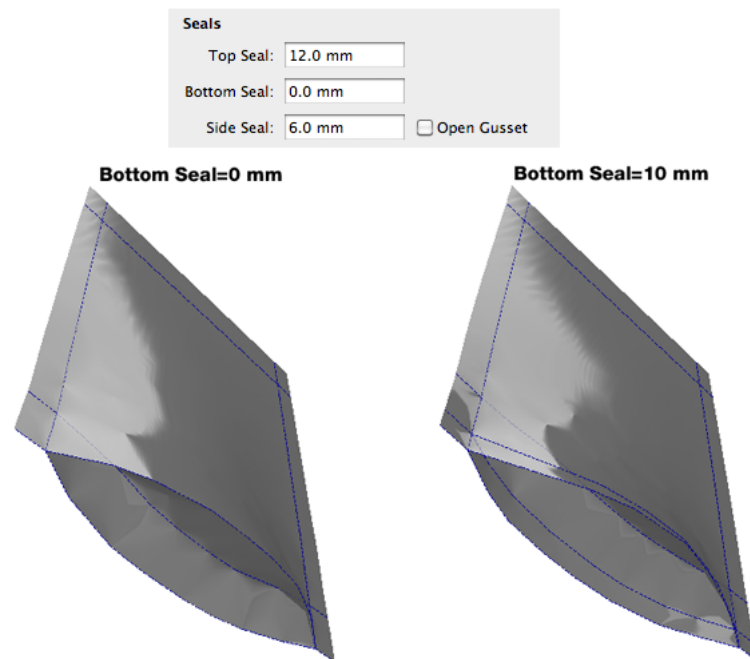 Seals
Top Seal: 12.0 mm
Bottom Seal: 0.0 mm
Side Seal: 6.0 mm Open Gusset
Bottom Seal=0 mm
Bottom Seal=10 mm